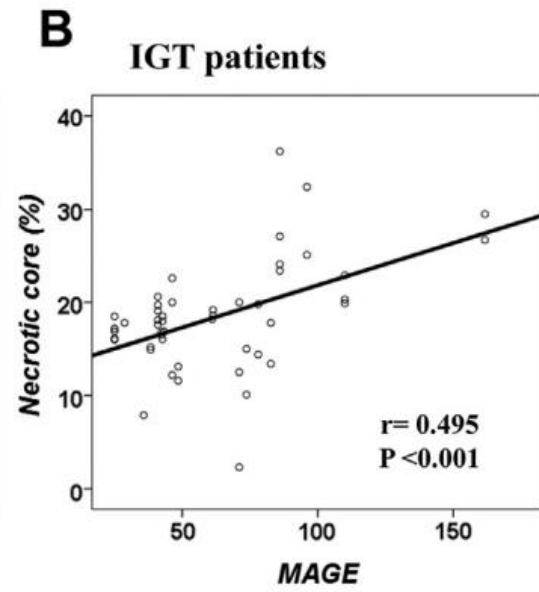 B
IGT patients
40
30
20
10
0
Necrotic core (%)
r= 0.495
P <0.001
50 100 150
MAGE